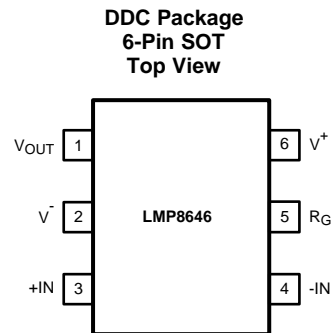 DDC Package
6-Pin SOT
Top View
VOUT 1 6 V+
V- 2 LMP8646 5 RG
+IN 3 4 -IN